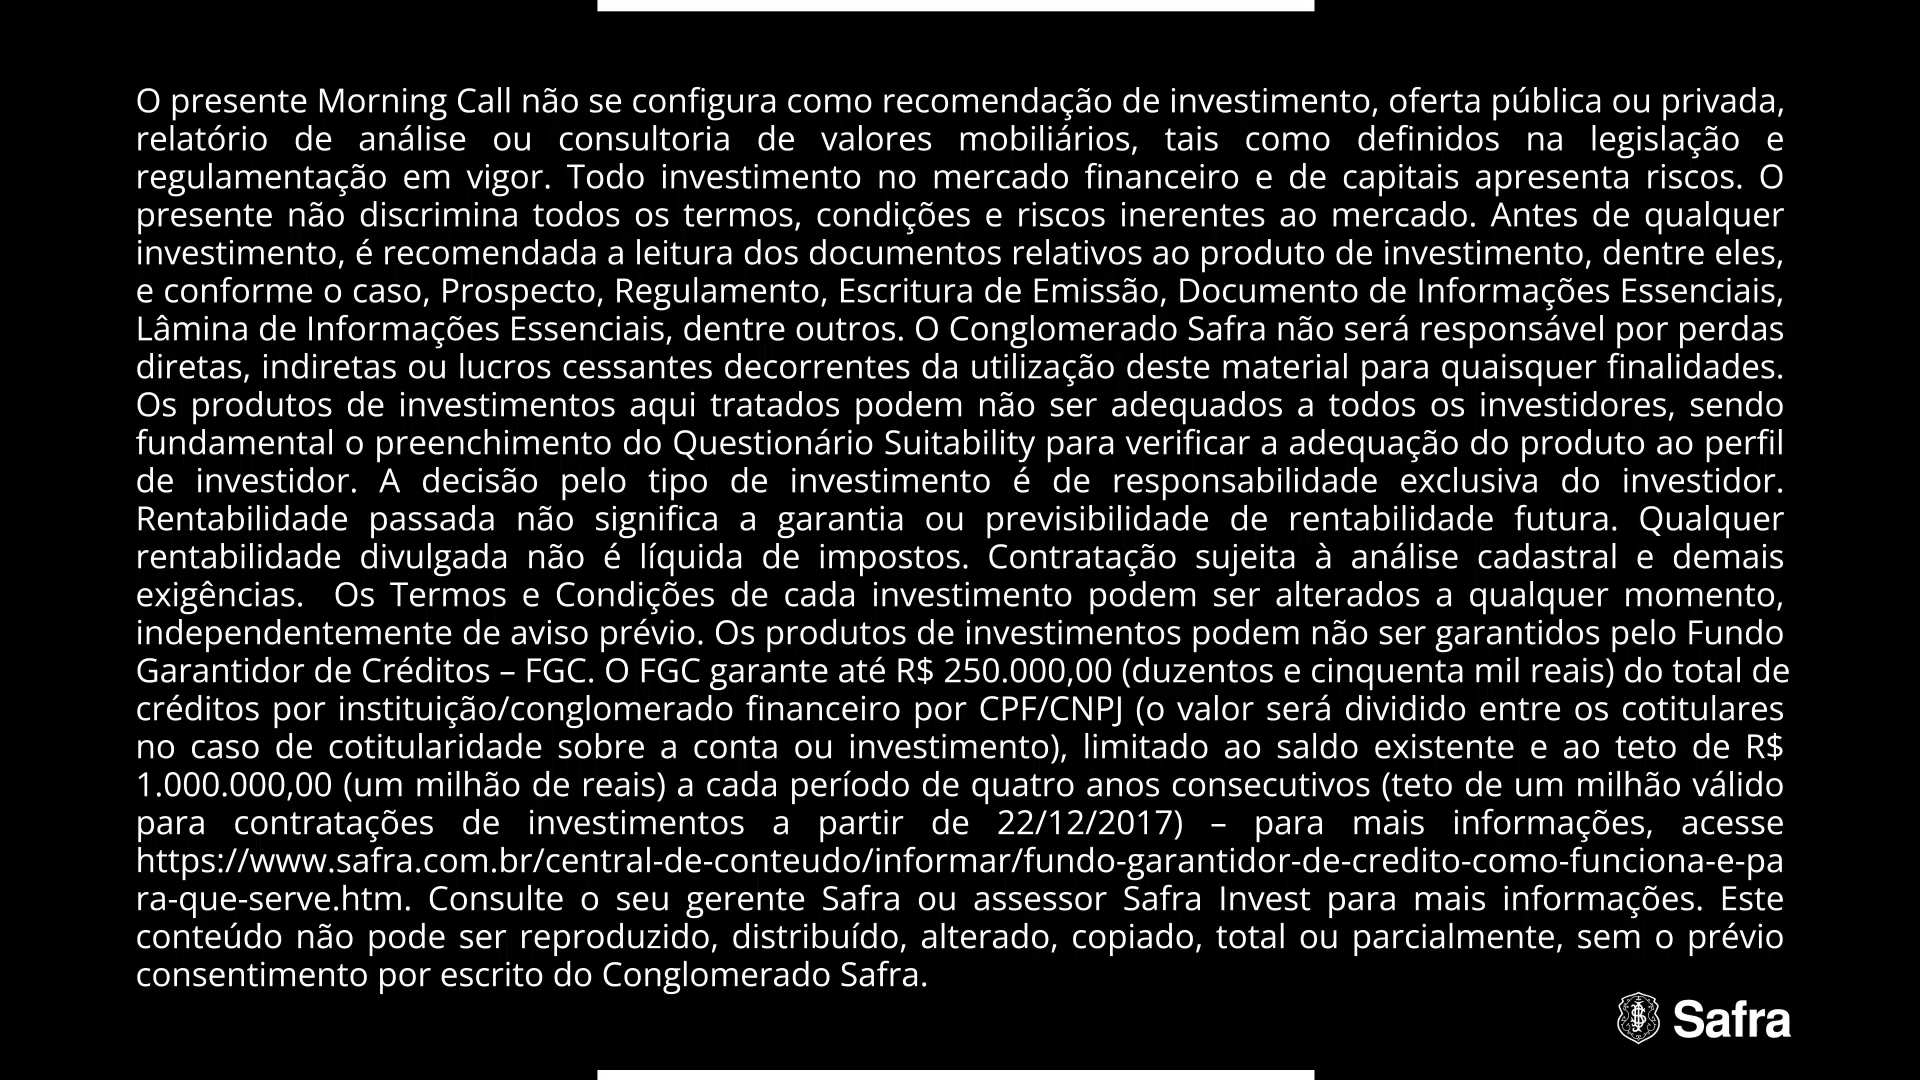 O presente Morning Call não se configura como recomendação de investimento, oferta pública ou privada,
relatório de análise ou consultoria de valores mobiliários, tais como definidos na legislação e
regulamentação em vigor. Todo investimento no mercado financeiro e de capitais apresenta riscos. O
presente não discrimina todos os termos, condições e riscos inerentes ao mercado. Antes de qualquer
investimento, é recomendada a leitura dos documentos relativos ao produto de investimento, dentre eles,
e conforme o caso, Prospecto, Regulamento, Escritura de Emissão, Documento de Informações Essenciais,
Lâmina de Informações Essenciais, dentre outros. O Conglomerado Safra não será responsável por perdas
diretas, indiretas ou lucros cessantes decorrentes da utilização deste material para quaisquer finalidades.
Os produtos de investimentos aqui tratados podem não ser adequados a todos os investidores, sendo
fundamental o preenchimento do Questionário Suitability para verificar a adequação do produto ao perfil
de investidor. A decisão pelo tipo de investimento é de responsabilidade exclusiva do investidor.
Rentabilidade passada não significa a garantia ou previsibilidade de rentabilidade futura. Qualquer
rentabilidade divulgada não é líquida de impostos. Contratação sujeita à análise cadastral e demais
exigências. Os Termos e Condições de cada investimento podem ser alterados a qualquer momento,
independentemente de aviso prévio. Os produtos de investimentos podem não ser garantidos pelo Fundo
Garantidor de Créditos – FGC. O FGC garante até R$ 250.000,00 (duzentos e cinquenta mil reais) do total de
créditos por instituição/conglomerado financeiro por CPF/CNPJ (o valor será dividido entre os cotitulares
no caso de cotitularidade sobre a conta ou investimento), limitado ao saldo existente e ao teto de R$
1.000.000,00 (um milhão de reais) a cada período de quatro anos consecutivos (teto de um milhão válido
para contratações de investimentos a partir de 22/12/2017) – para mais informações, acesse
https://www.safra.com.br/central-de-conteudo/informar/fundo-garantidor-de-credito-como-funciona-e-pa
ra-que-serve.htm. Consulte o seu gerente Safra ou assessor Safra Invest para mais informações. Este
conteúdo não pode ser reproduzido, distribuído, alterado, copiado, total ou parcialmente, sem o prévio
consentimento por escrito do Conglomerado Safra.
Safra